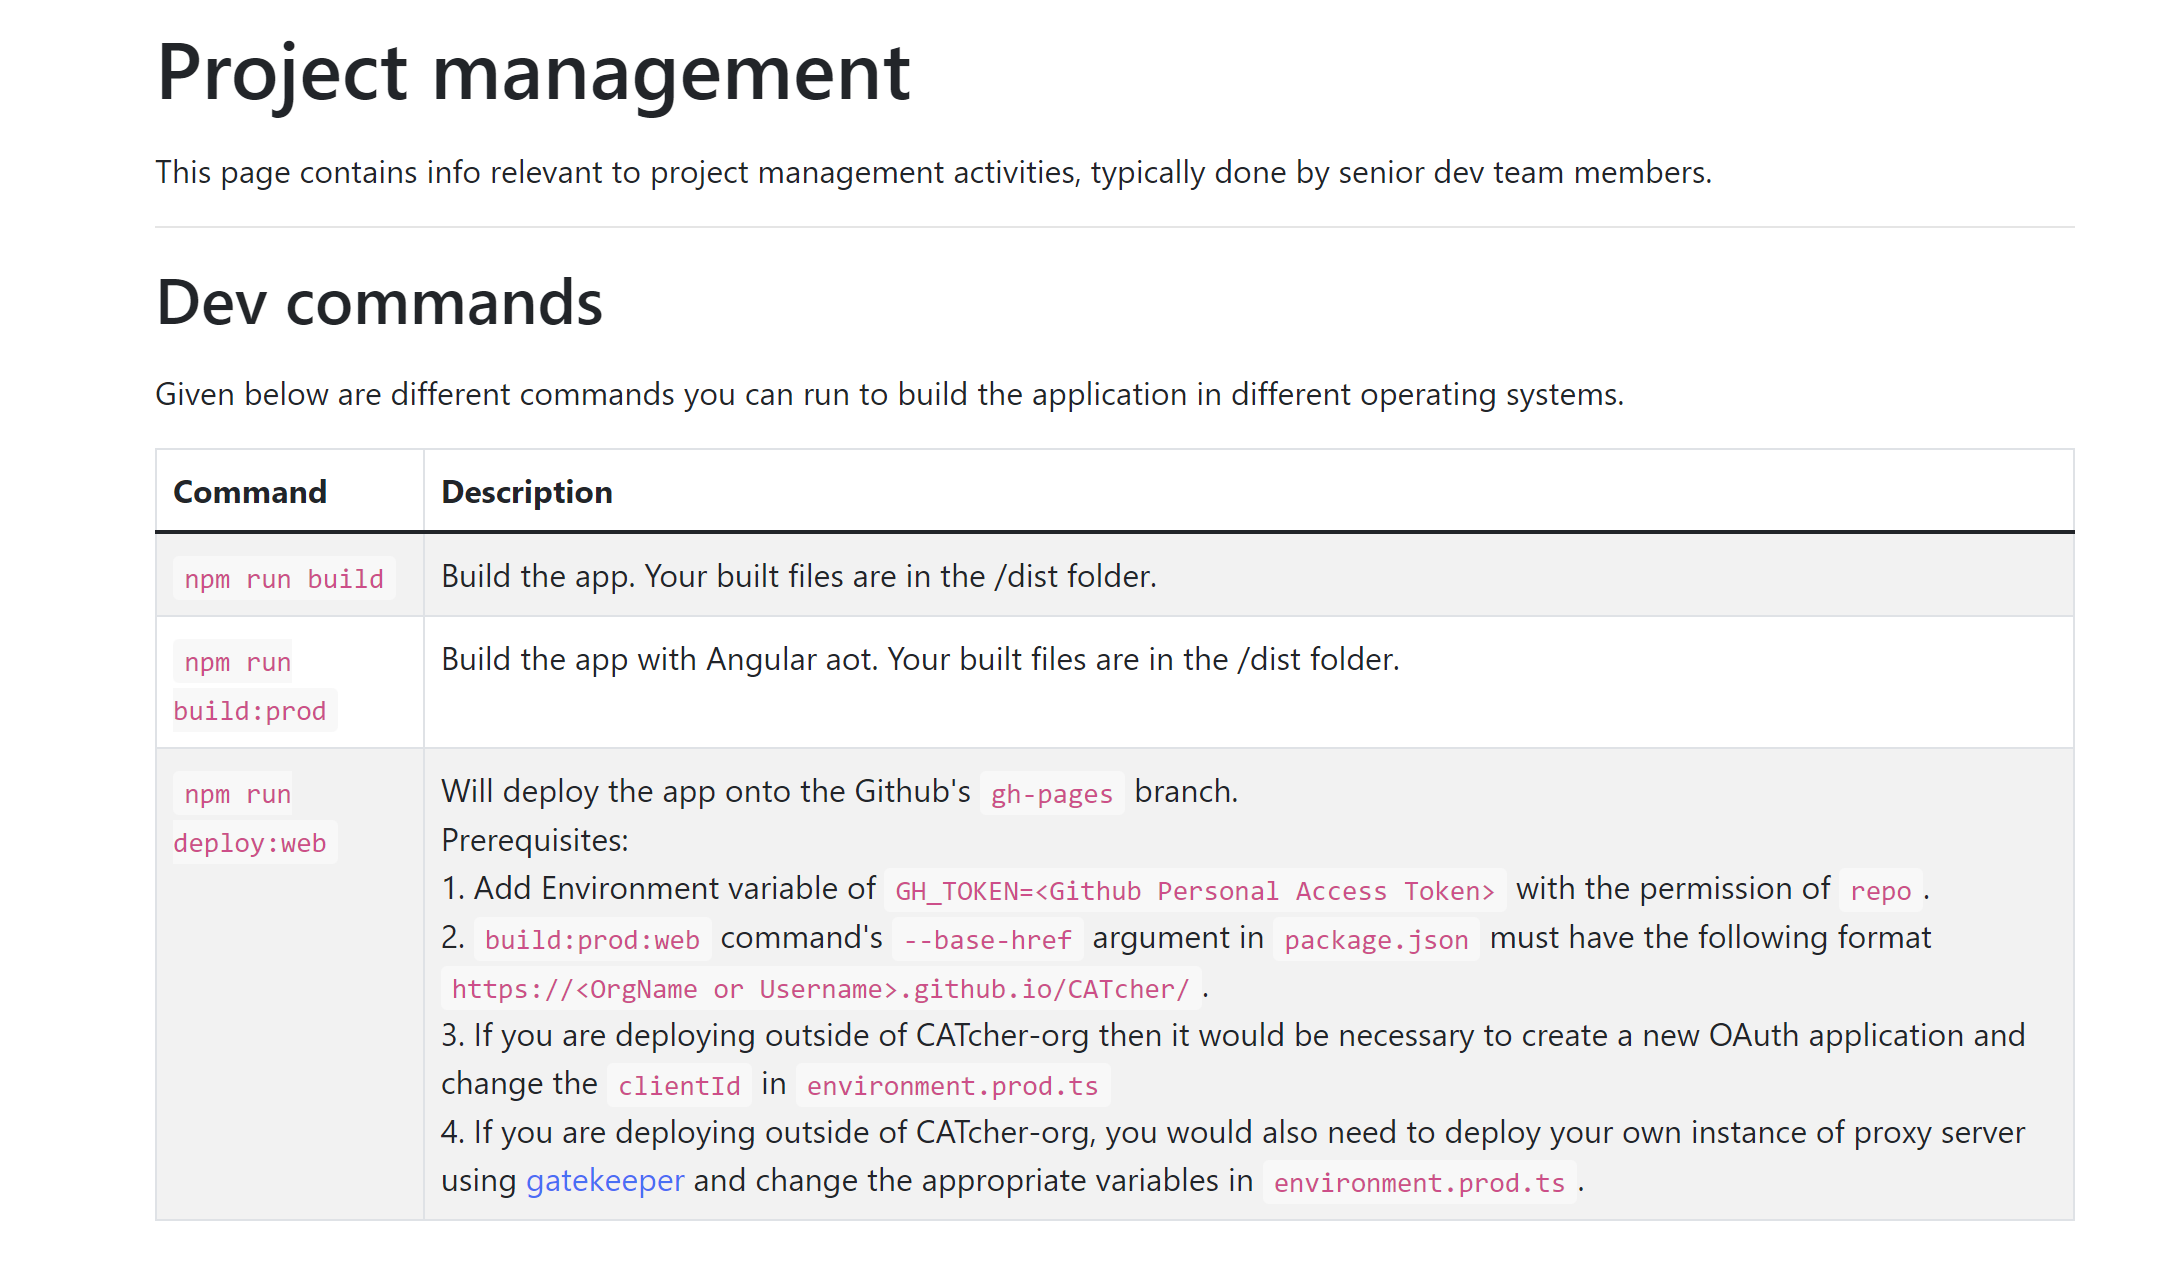 Project management
This page contains info relevant to project management activities, typically done by senior dev team members.
Dev commands
Given below are different commands you can run to build the application in different operating systems.
Command Description
npm run build Build the app. Your built files are in the /dist folder.
npm run Build the app with Angular aot. Your built files are in the /dist folder.
build:prod
npm run Will deploy the app onto the Github's gh-pages branch.
deploy:web Prerequisites:
1. Add Environment variable of GH_TOKEN=<Github Personal Access Token> with the permission of repo.
2. build:prod:web command's --base-href argument in package.json must have the following format
https://<OrgName or Username>.github.io/CATcher/.
3. If you are deploying outside of CATcher-org then it would be necessary to create a new OAuth application and
change the clientId in environment.prod.ts
4. If you are deploying outside of CATcher-org, you would also need to deploy your own instance of proxy server
using gatekeeper and change the appropriate variables in environment.prod.ts.